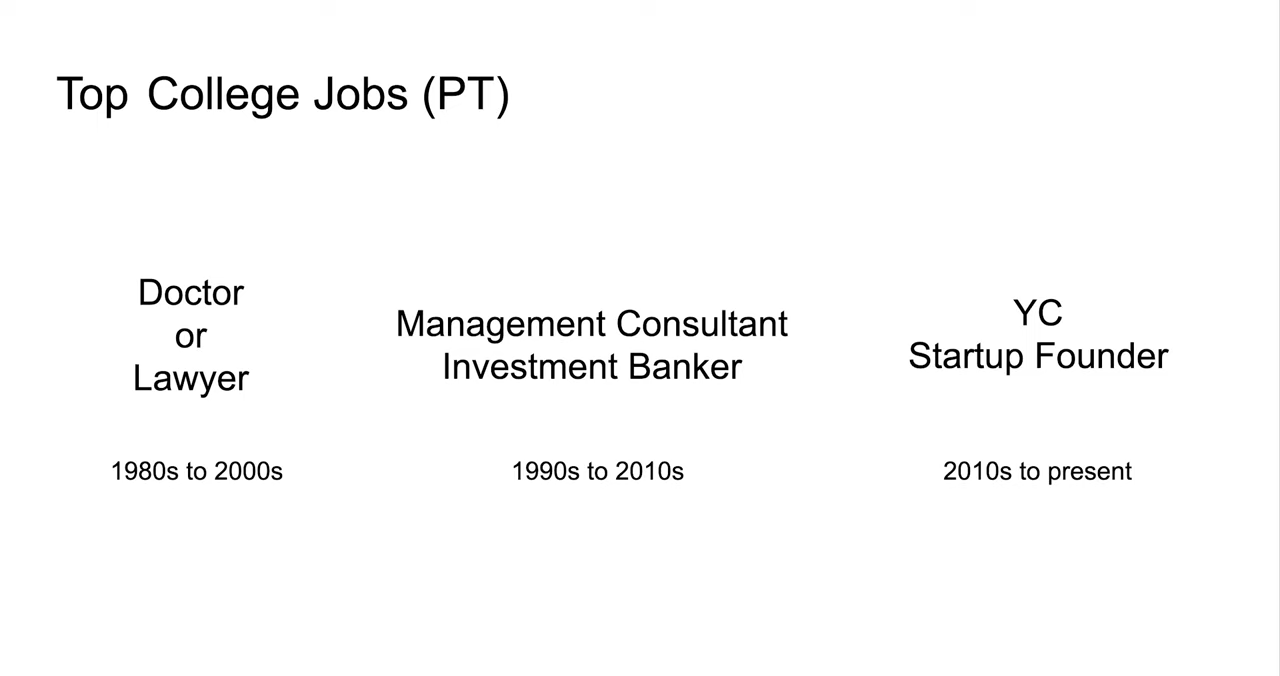 Top College Jobs (PT)
Doctor
or
Lawyer
1980s to 2000s
Management Consultant
Investment Banker
1990s to 2010s
YC
Startup Founder
2010s to present